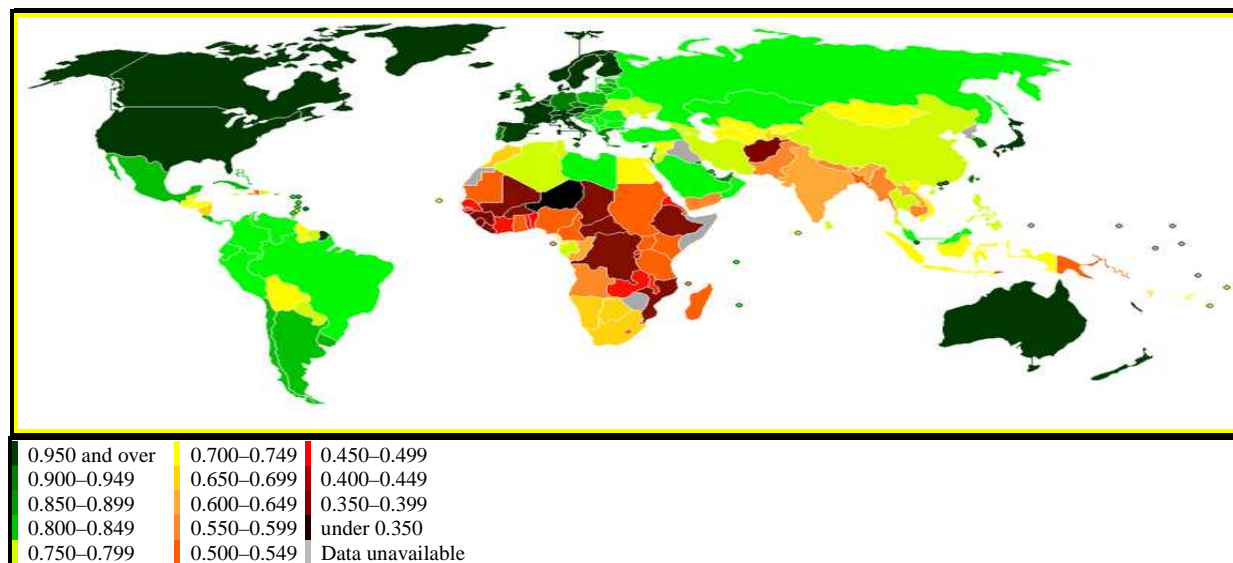 0.950 and over 0.700–0.749 0.450–0.499
0.900–0.949 0.650–0.699 0.400–0.449
0.850–0.899 0.600–0.649 0.350–0.399
0.800–0.849 0.550–0.599 under 0.350
0.750–0.799 0.500–0.549 Data unavailable